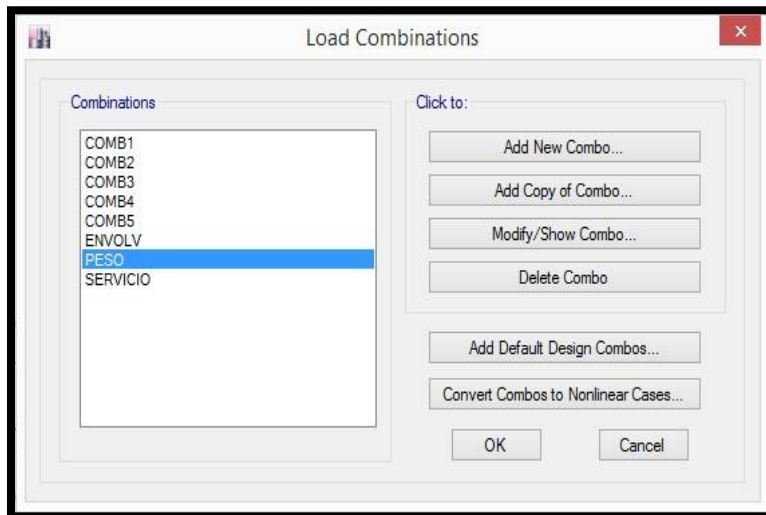 Load Combinations
x
Combinations
COMB1
COMB2
COMB3
COMB4
COMB5
ENVOLV
PESO
SERVICIO
Click to:
Add New Combo...
Add Copy of Combo...
Modify/Show Combo...
Delete Combo
Add Default Design Combos...
Convert Combos to Nonlinear Cases...
OK
Cancel